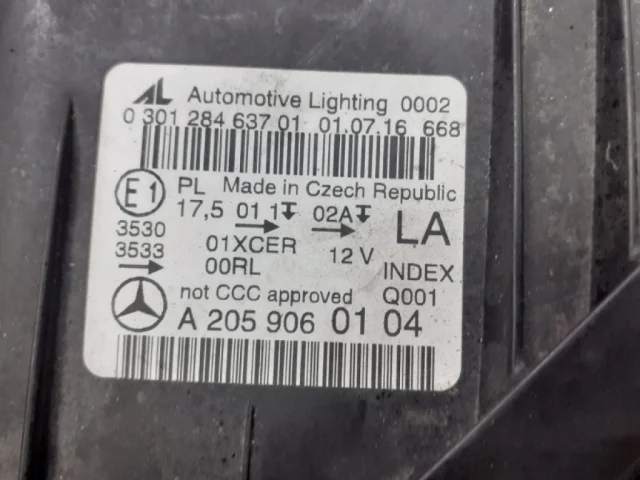 AL Automotive Lighting 0002
0 301 284 637 01 01.07.16 668
E1 PL Made in Czech Republic
17,5 01 1 02A LA
3530
3533 01XCER 12 V
00RL INDEX
not CCC approved Q001
A 205 906 01 04